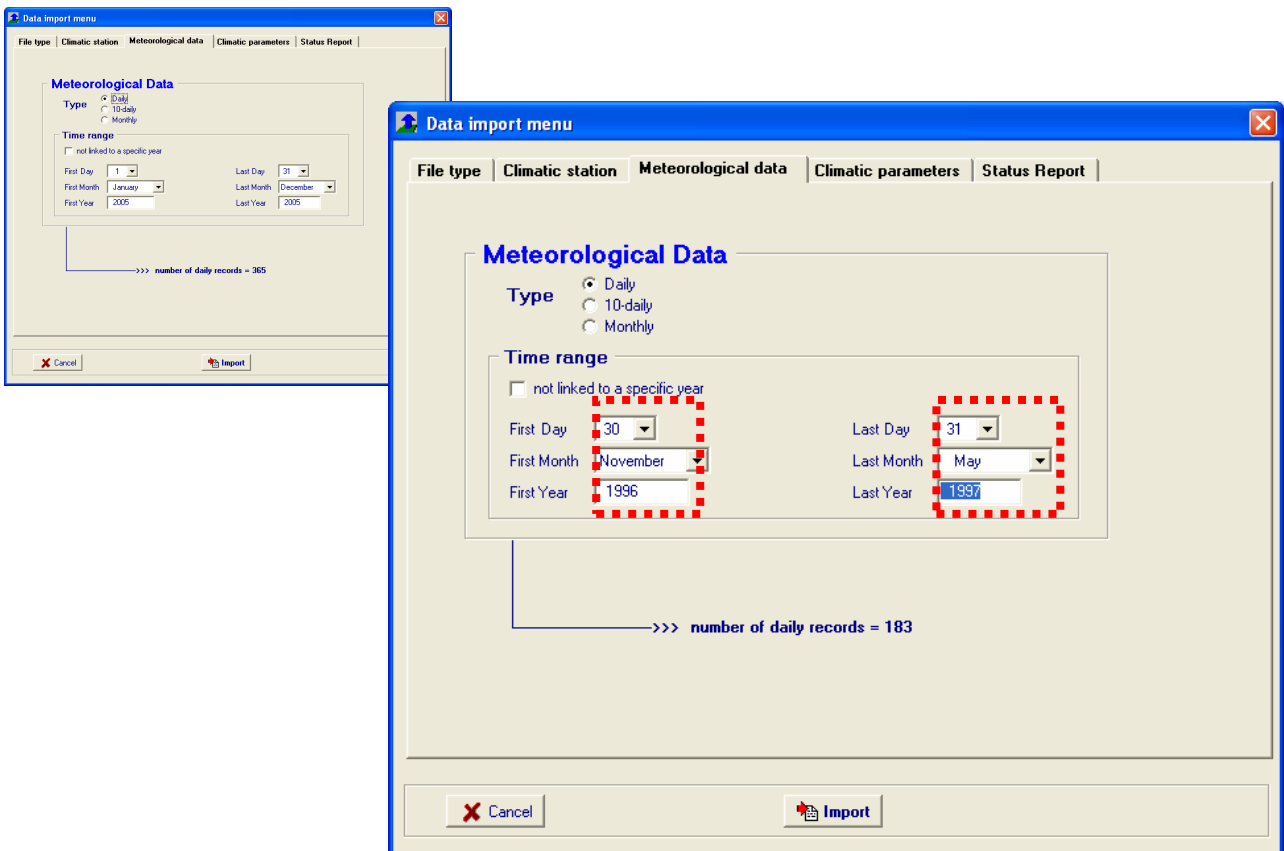 Data import menu
File type Climatic station Meteorological data Climatic parameters Status Report
Meteorological Data
Type
Daily
10-daily
Monthly
Time range
not linked to a specific year
First Day 1 Last Day 31
First Month January Last Month December
First Year 2005 Last Year 2005
>>> number of daily records = 365
Cancel Import
Data import menu
File type Climatic station Meteorological data Climatic parameters Status Report
Meteorological Data
Type
Daily
10-daily
Monthly
Time range
not linked to a specific year
First Day 30 Last Day 31
First Month November Last Month May
First Year 1996 Last Year 1997
>>> number of daily records = 183
Cancel Import